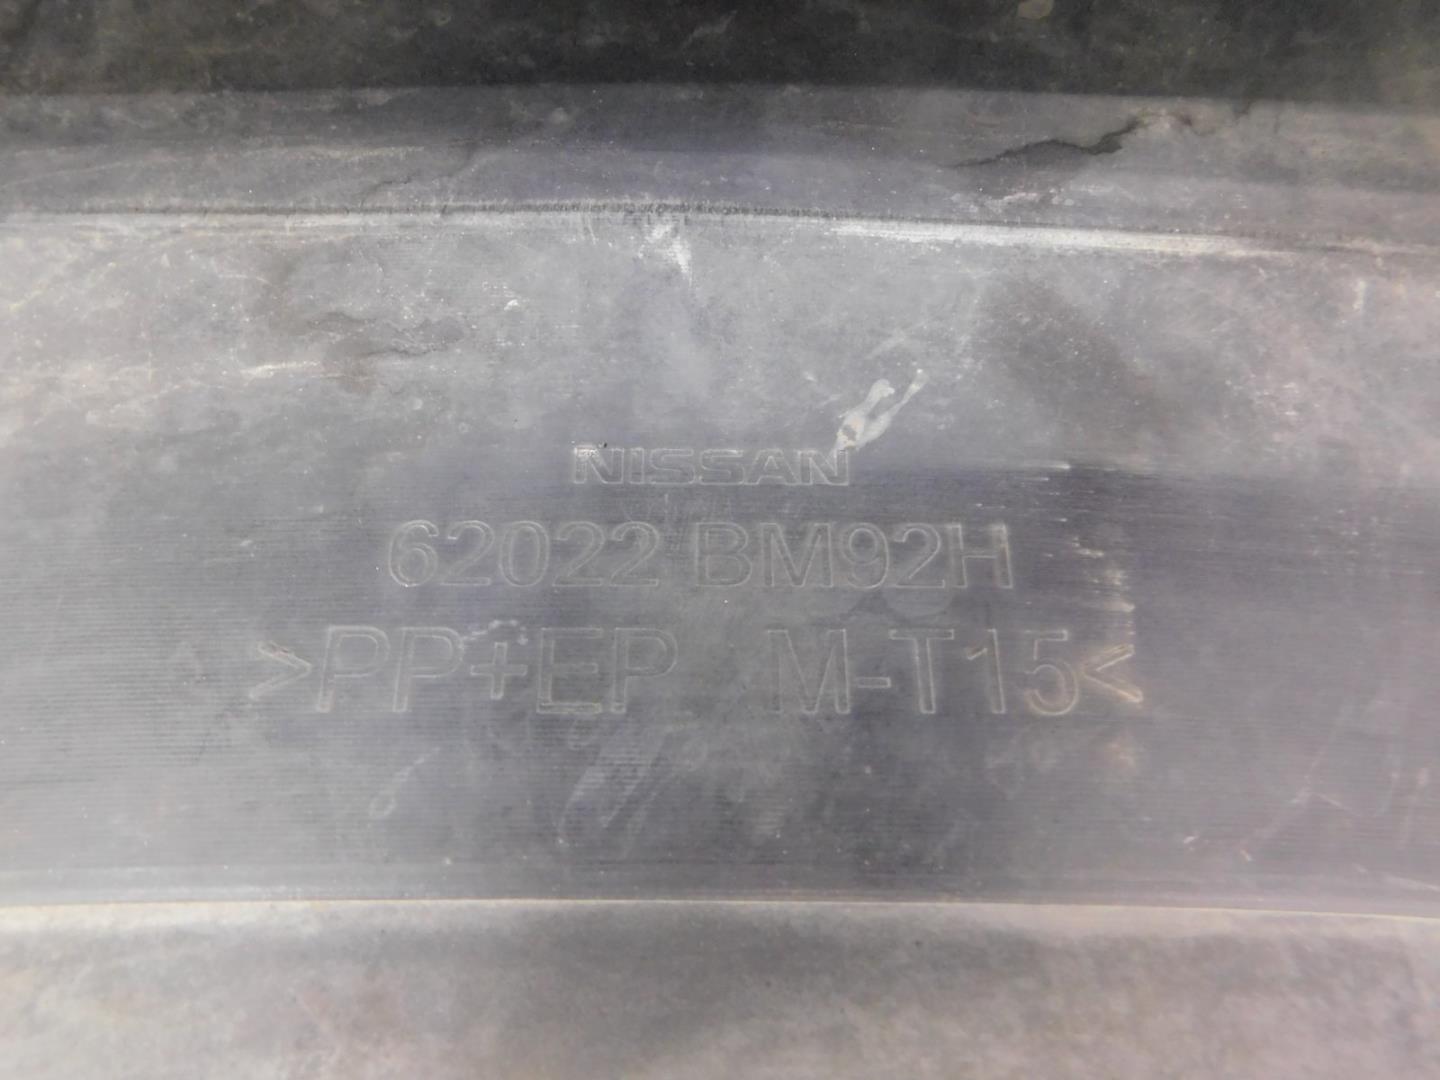 NISSAN
62022 BM92H
>PP+EP M-T15<